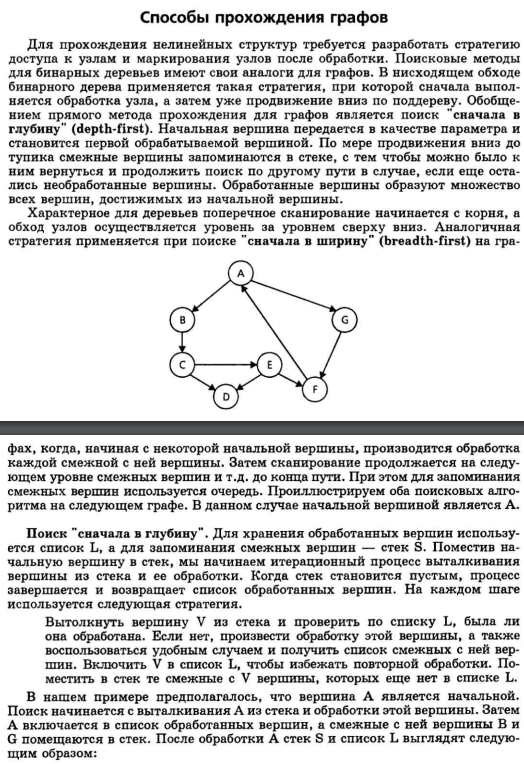 Способы прохождения графов
Для прохождения нелинейных структур требуется разработать стратегию
доступа к узлам и маркирования узлов после обработки. Поисковые методы
для бинарных деревьев имеют свои аналоги для графов. В нисходящем обходе
бинарного дерева применяется такая стратегия, при которой сначала выпол-
няется обработка узла, а затем уже продвижение вниз по поддереву. Обобще-
нием прямого метода прохождения для графов является поиск "сначала в
глубину" (depth-first). Начальная вершина передается в качестве параметра и
становится первой обрабатываемой вершиной. По мере продвижения вниз до
тупика смежные вершины запоминаются в стеке, с тем чтобы можно было к
ним вернуться и продолжить поиск по другому пути в случае, если еще оста-
лись необработанные вершины. Обработанные вершины образуют множество
всех вершин, достижимых из начальной вершины.
Характерное для деревьев поперечное сканирование начинается с корня, а
обход узлов осуществляется уровень за уровнем сверху вниз. Аналогичная
стратегия применяется при поиске "сначала в ширину" (breadth-first) на гра-
A
B
G
C
E
D
F
фах, когда, начиная с некоторой начальной вершины, производится обработка
каждой смежной с ней вершины. Затем сканирование продолжается на следу-
ющем уровне смежных вершин и т.д. до конца пути. При этом для запоминания
смежных вершин используется очередь. Проиллюстрируем оба поисковых алго-
ритма на следующем графе. В данном случае начальной вершиной является A.
Поиск "сначала в глубину". Для хранения обработанных вершин использу-
ется список L, а для запоминания смежных вершин — стек S. Поместив на-
чальную вершину в стек, мы начинаем итерационный процесс выталкивания
вершины из стека и ее обработки. Когда стек становится пустым, процесс
завершается и возвращает список обработанных вершин. На каждом шаге
используется следующая стратегия.
Вытолкнуть вершину V из стека и проверить по списку L, была ли
она обработана. Если нет, произвести обработку этой вершины, а также
воспользоваться удобным случаем и получить список смежных с ней вер-
шин. Включить V в список L, чтобы избежать повторной обработки. По-
местить в стек те смежные с V вершины, которых еще нет в списке L.
В нашем примере предполагалось, что вершина A является начальной.
Поиск начинается с выталкивания A из стека и обработки этой вершины. Затем
A включается в список обработанных вершин, а смежные с ней вершины B и
G помещаются в стек. После обработки A стек S и список L выглядят следую-
щим образом: